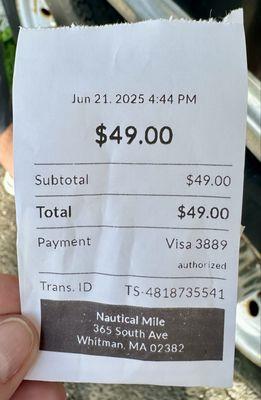 Jun 21. 2025 4:44 PM
$49.00
Subtotal $49.00
Total $49.00
Payment Visa 3889
authorized
Trans. ID TS-4818735541
Nautical Mile
365 South Ave
Whitman, MA 02382